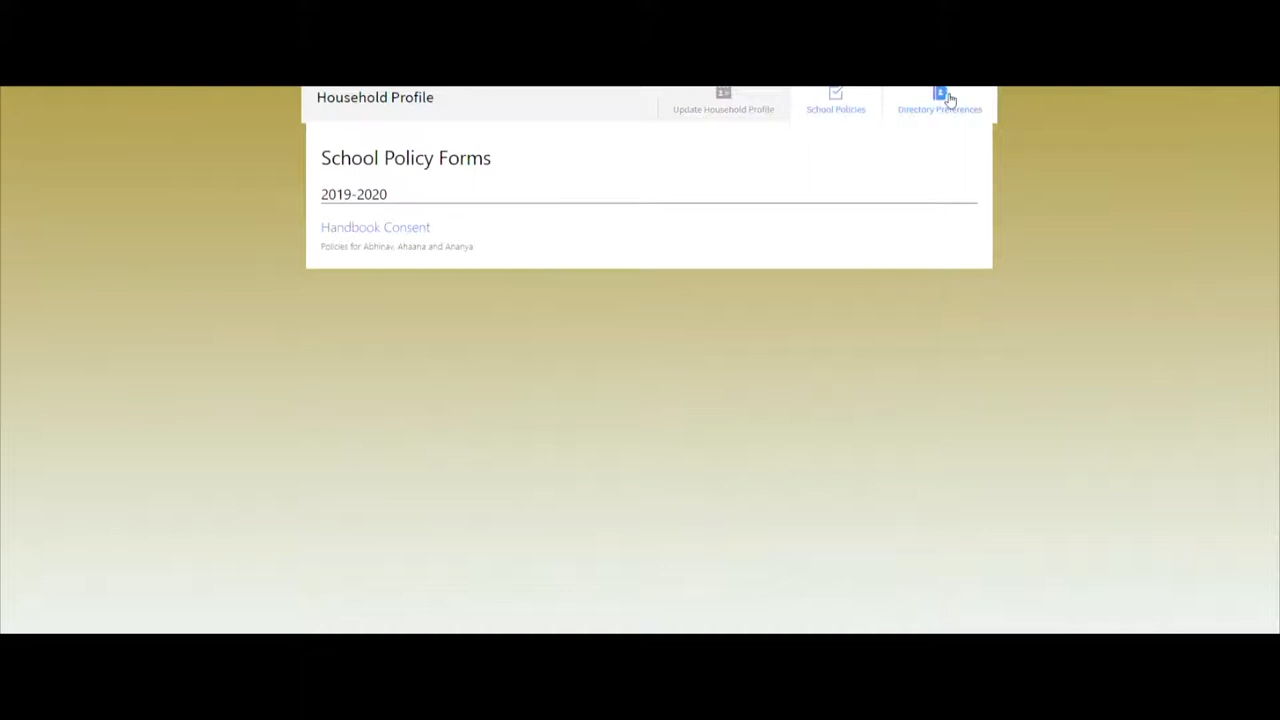 Household Profile
Update Household Profile
School Policies
Directory Preferences
School Policy Forms
2019-2020
Handbook Consent
Policies for Abhinav, Ahaana and Ananya